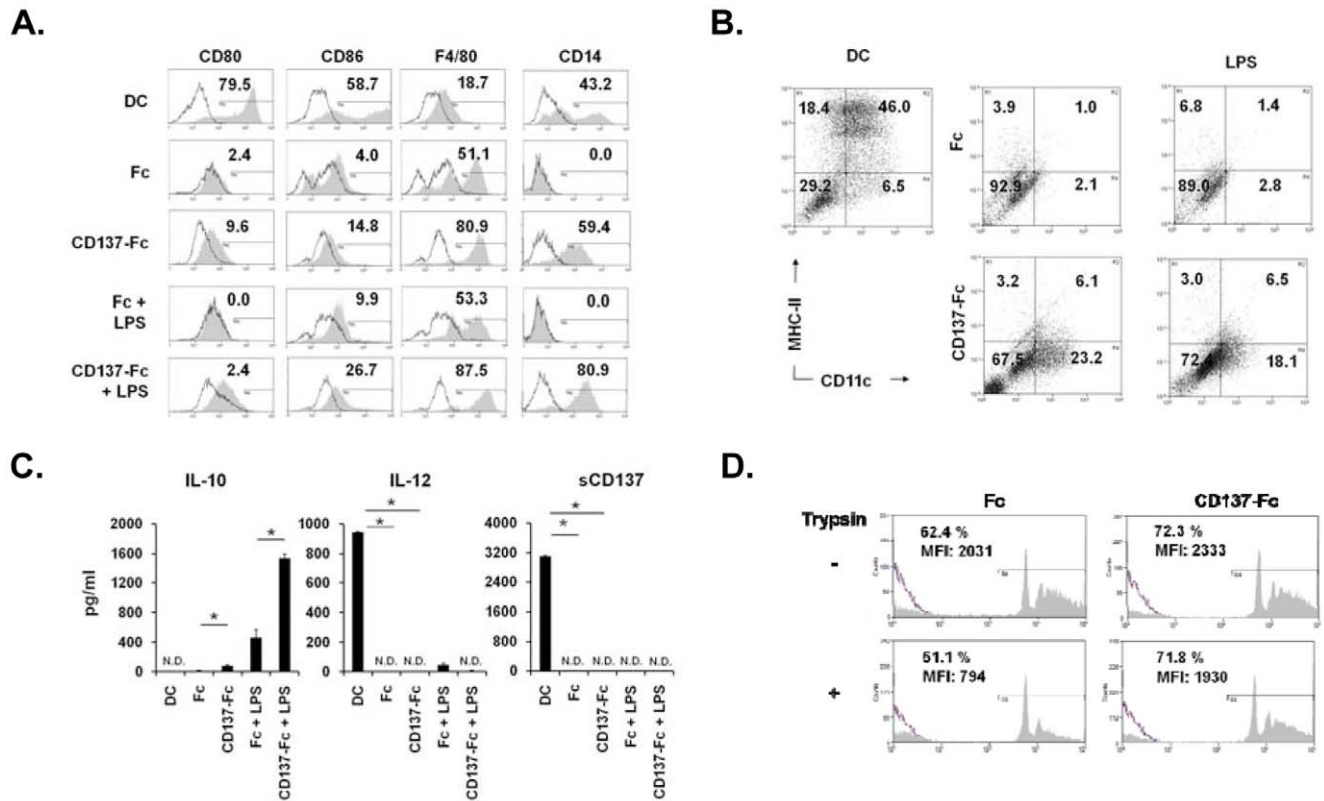 A.
CD80 CD86 F4/80 CD14
DC 79.5 58.7 18.7 43.2
Fc 2.4 4.0 51.1 0.0
CD137-Fc 9.6 14.8 80.9 59.4
Fc + LPS 0.0 9.9 53.3 0.0
CD137-Fc + LPS 2.4 26.7 87.5 80.9
B.
DC LPS
18.4 46.0
29.2 6.5
Fc
3.9 1.0
92.9 2.1
6.8 1.4
89.0 2.8
MHC-II
CD11c
CD137-Fc
3.2 6.1
67.5 23.2
3.0 6.5
18.1
C.
IL-10 IL-12 sCD137
pg/ml
2000
1600
1200
800
400
0
N.D.
*
*
DC
Fc
CD137-Fc
Fc + LPS
CD137-Fc + LPS
1000
800
600
400
200
0
*
*
N.D. N.D. N.D.
DC
Fc
CD137-Fc
Fc + LPS
CD137-Fc + LPS
4000
3200
2400
1600
800
0
*
*
N.D. N.D. N.D. N.D.
DC
Fc
CD137-Fc
Fc + LPS
CD137-Fc + LPS
D.
Trypsin Fc CD137-Fc
-
62.4 %
MFI: 2031
72.3 %
MFI: 2333
+
51.1 %
MFI: 794
71.8 %
MFI: 1930
Counts